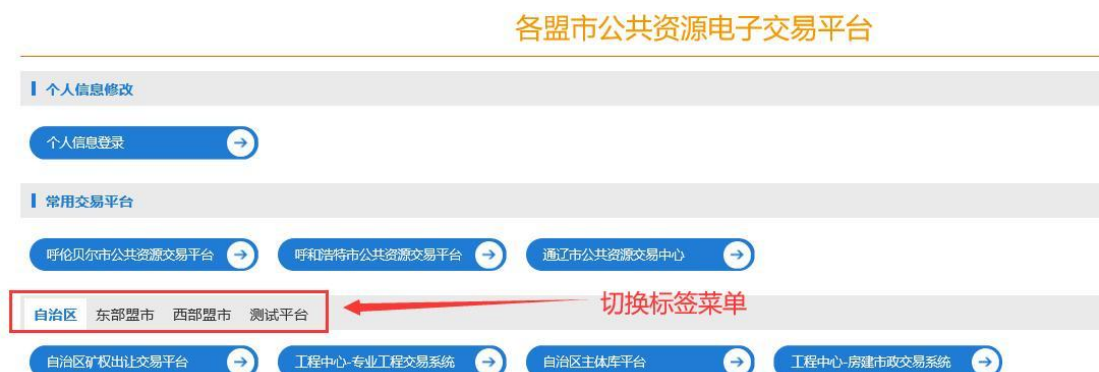 各盟市公共资源电子交易平台
个人信息修改
个人信息登录
常用交易平台
呼伦贝尔市公共资源交易平台 呼和浩特市公共资源交易平台 通辽市公共资源交易中心
自治区 东部盟市 西部盟市 测试平台 切换标签菜单
自治区矿权出让交易平台 工程中心-专业工程交易系统 自治区主体库平台 工程中心-房建市政交易系统